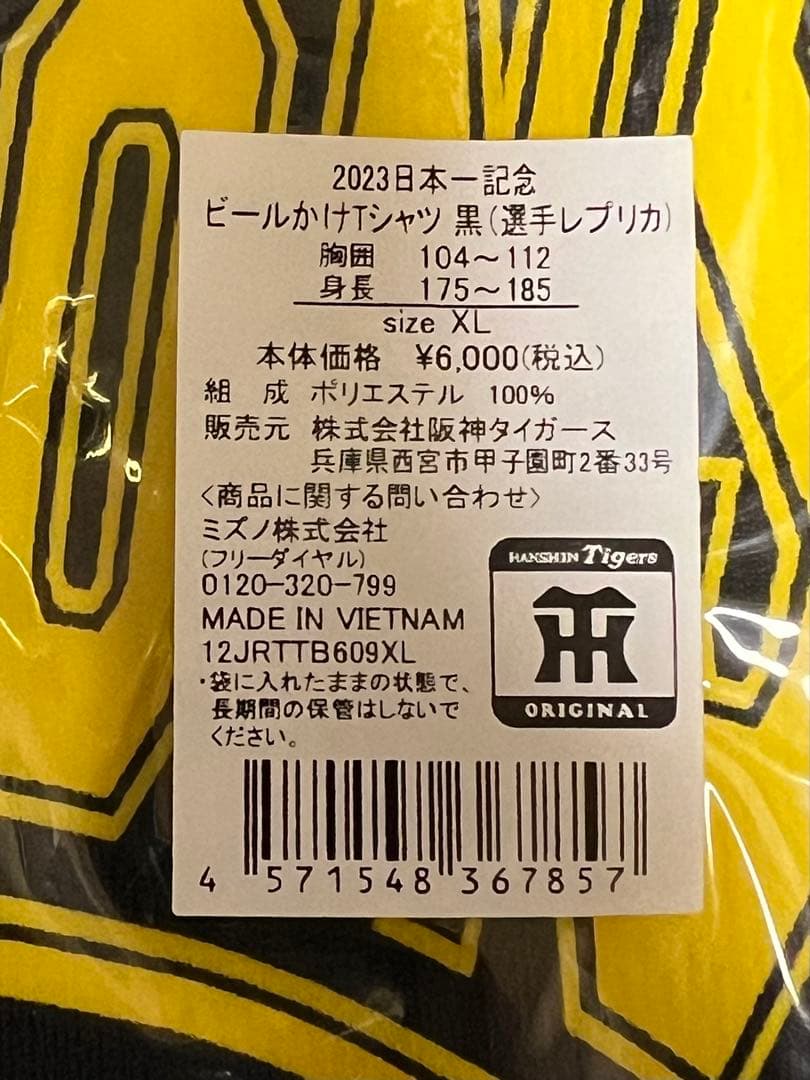 2023日本一記念
ビールかけTシャツ 黒(選手レプリカ)
胸囲 104～112
身長 175～185
size XL
本体価格 ¥6,000(税込)
組 成 ポリエステル 100%
販売元 株式会社阪神タイガース
兵庫県西宮市甲子園町2番33号
〈商品に関する問い合わせ〉
ミズノ株式会社
(フリーダイヤル)
0120-320-799
MADE IN VIETNAM
12JRTTB609XL
・袋に入れたままの状態で、
長期間の保管はしないで
ください。
HANSHIN Tigers
TH
ORIGINAL
4 571548 367857